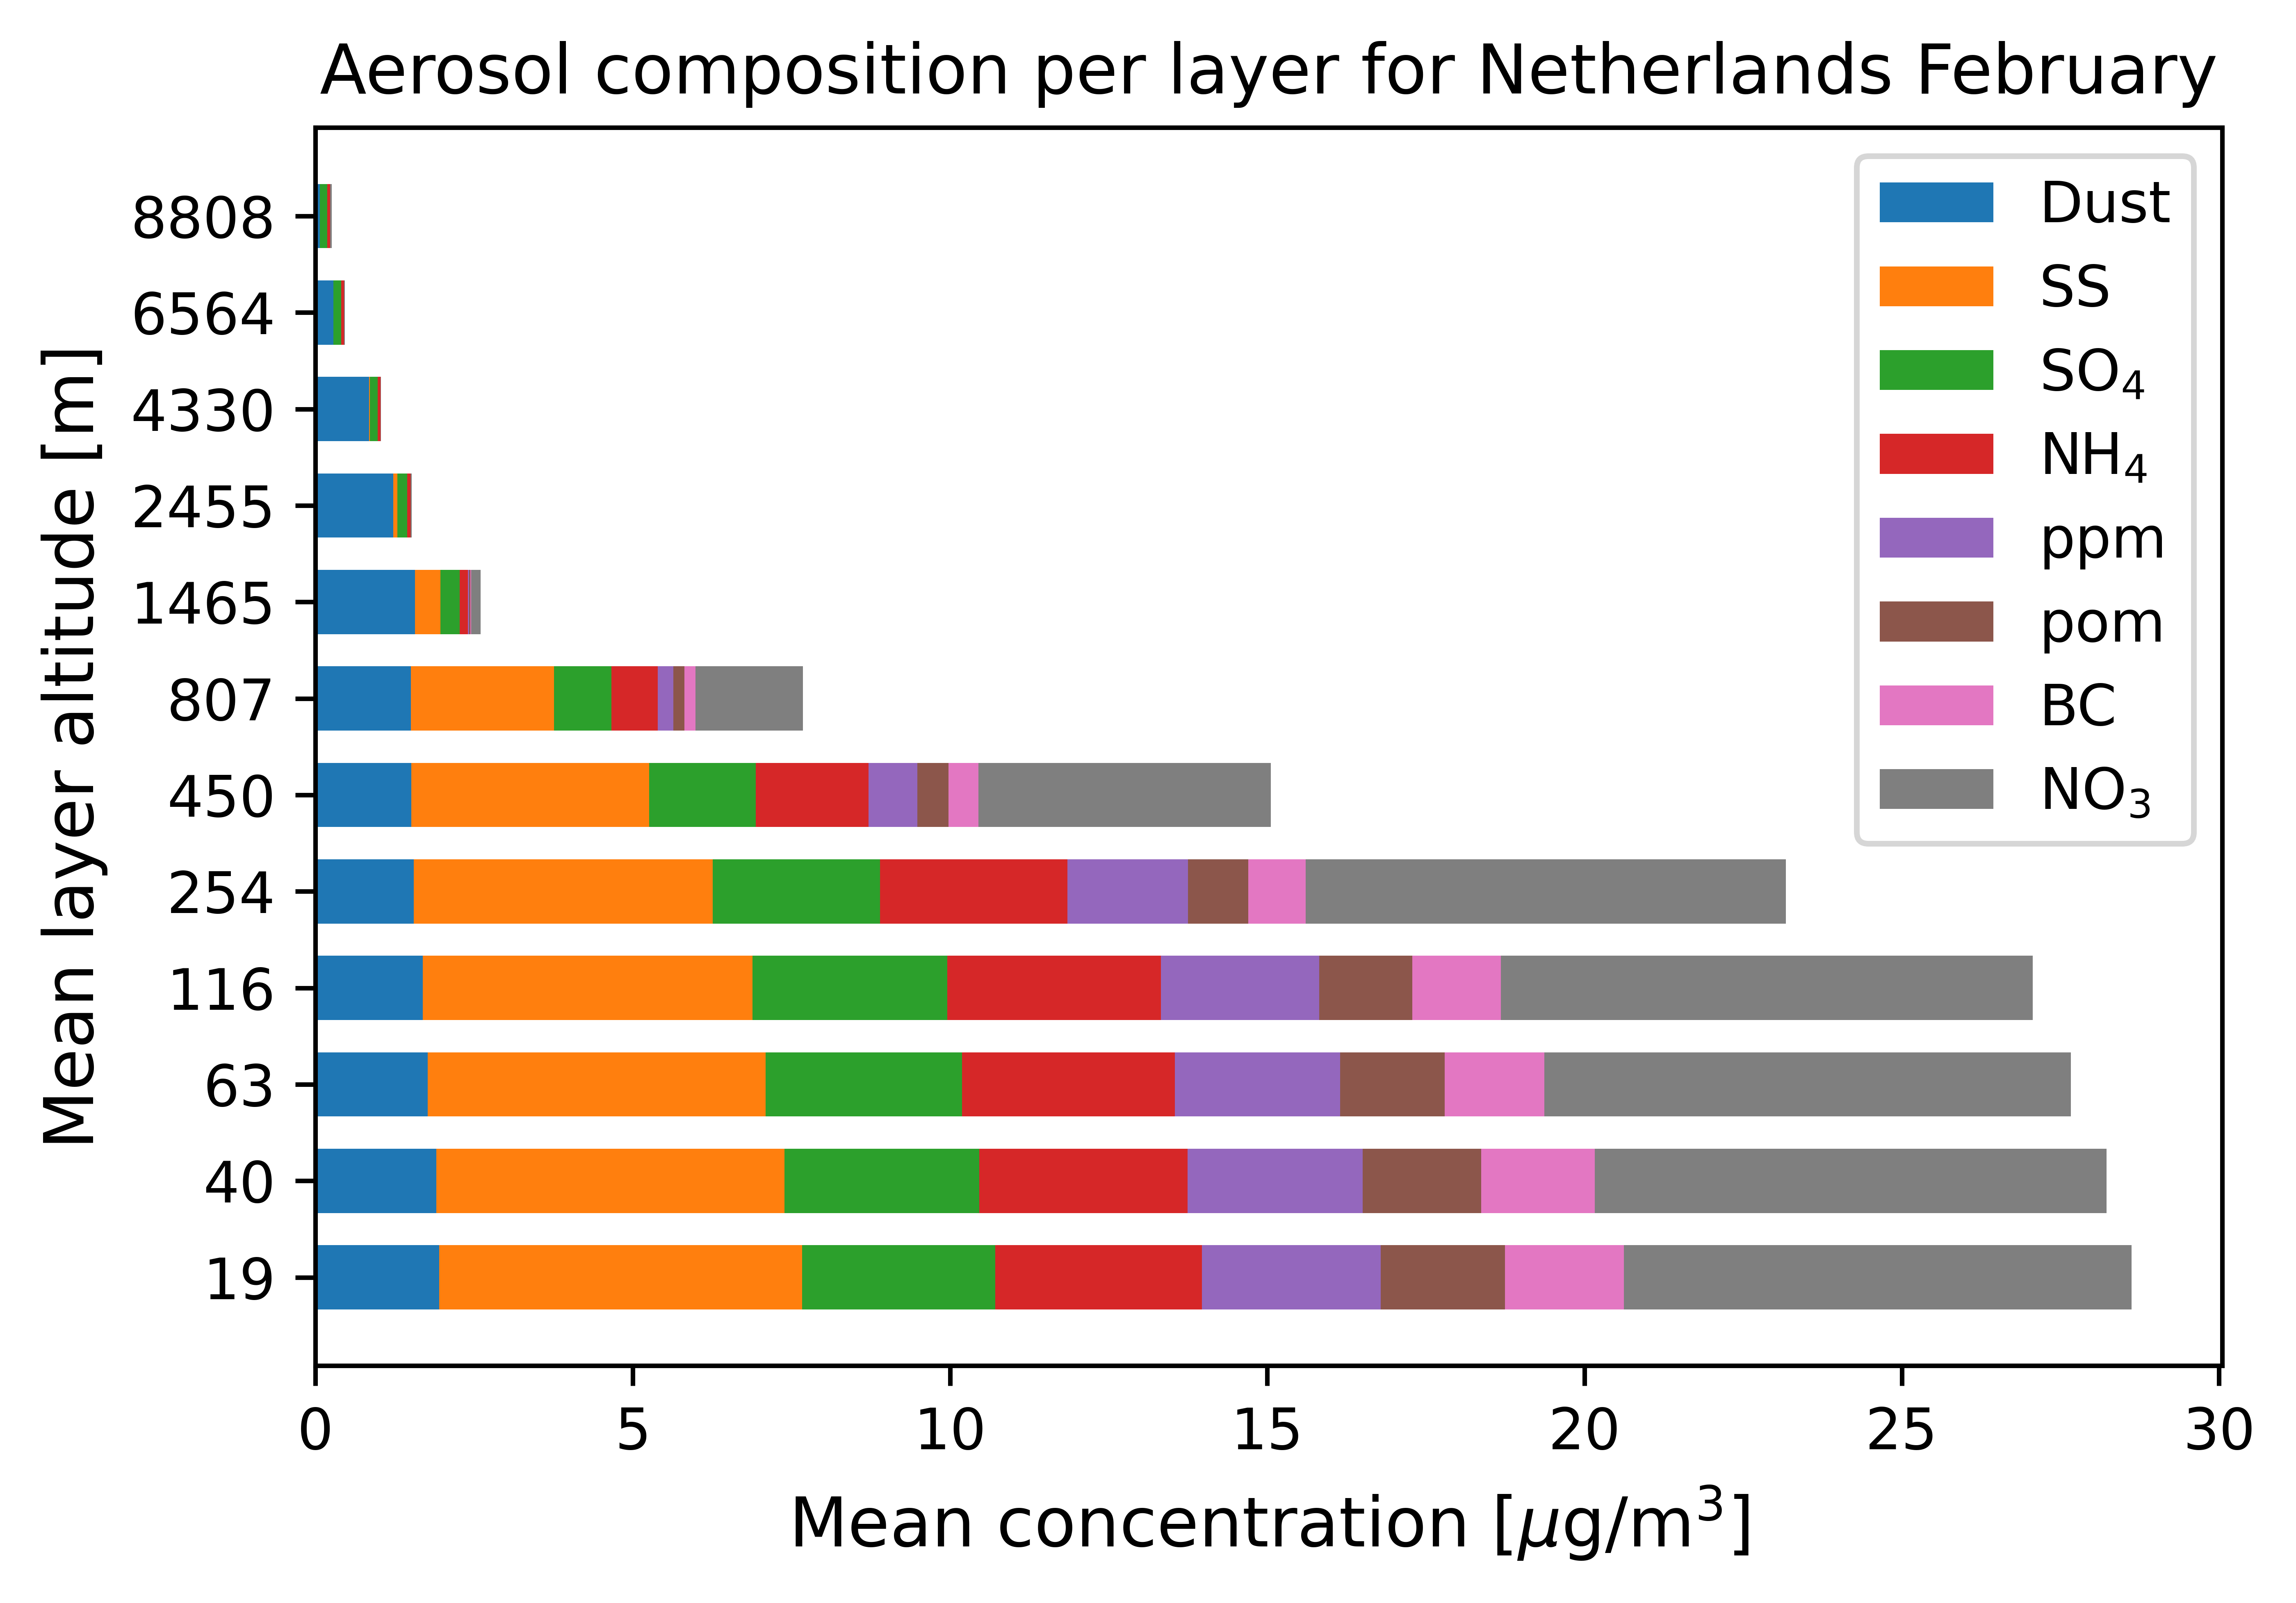 Aerosol composition per layer for Netherlands February
Mean layer altitude [m]
8808
6564
4330
2455
1465
807
450
254
116
63
40
19
Dust
SS
SO₄
NH₄
ppm
pom
BC
NO₃
0 5 10 15 20 25 30
Mean concentration [μg/m³]